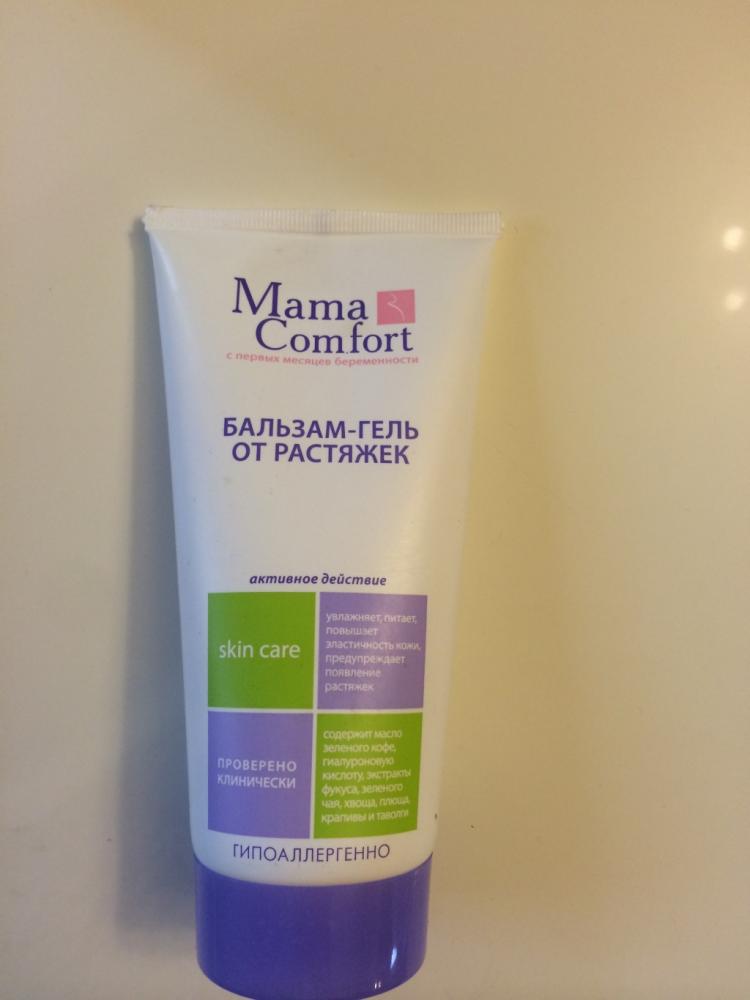 Mama
Comfort
с первых месяцев беременности
БАЛЬЗАМ-ГЕЛЬ
ОТ РАСТЯЖЕК
активное действие
skin care
увлажняет, питает,
повышает
эластичность кожи,
предупреждает
появление
растяжек
ПРОВЕРЕНО
КЛИНИЧЕСКИ
содержит масло
зеленого кофе,
гиалуроновую
кислоту, экстракты
фукуса, зеленого
чая, хвоща, плюща,
крапивы и таволги
ГИПОАЛЛЕРГЕННО